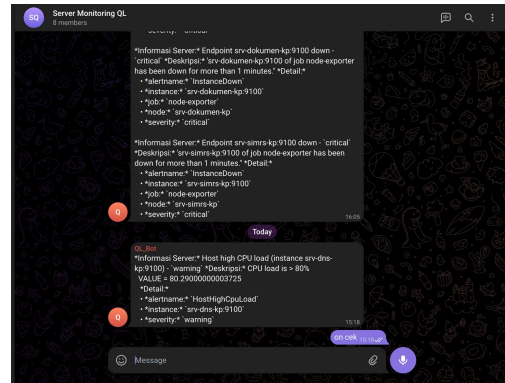 SQ
Server Monitoring QL
8 members
*Informasi Server:* Endpoint srv-dokumen-kp:9100 down -
`critical` *Deskripsi:* 'srv-dokumen-kp:9100 of job node-exporter
has been down for more than 1 minutes." *Detail:*
• *alertname:* `InstanceDown`
• *instance:* `srv-dokumen-kp:9100`
• *job:* `node-exporter`
• *node:* `srv-dokumen-kp`
• *severity:* `critical`
*Informasi Server:* Endpoint srv-simrs-kp:9100 down - `critical`
*Deskripsi:* 'srv-simrs-kp:9100 of job node-exporter has been
down for more than 1 minutes." *Detail:*
• *alertname:* `InstanceDown`
• *instance:* `srv-simrs-kp:9100`
• *job:* `node-exporter`
• *node:* `srv-simrs-kp`
• *severity:* `critical`
16:05
Q
Today
QL_Bot
*Informasi Server:* Host high CPU load (instance srv-dns-
kp:9100) - `warning` *Deskripsi:* CPU load is > 80%
VALUE = 80.29000000003725
*Detail:*
• *alertname:* `HostHighCpuLoad`
• *instance:* `srv-dns-kp:9100`
• *severity:* `warning`
15:18
Q
on cek 15:18
Message